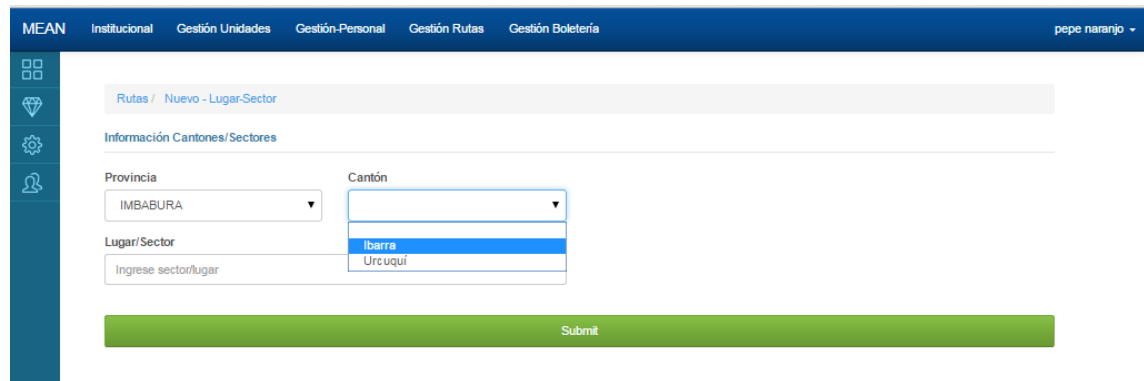 MEAN Institucional Gestión Unidades Gestión-Personal Gestión Rutas Gestión Boletería pepe naranjo
Rutas / Nuevo - Lugar-Sector
Información Cantones/Sectores
Provincia Cantón
IMBABURA
Lugar/Sector
Ibarra
Urcuquí
Ingrese sector/lugar
Submit